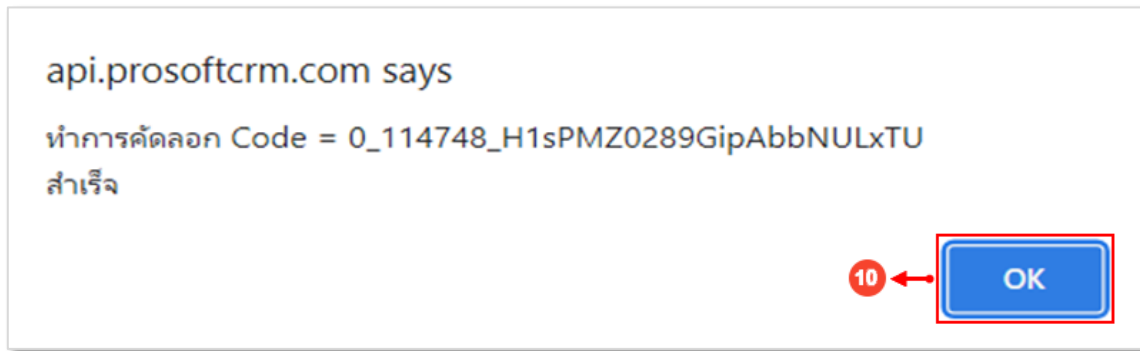 api.prosoftcrm.com says
ทำการคัดลอก Code = 0_114748_H1sPMZ0289GipAbbNULxTU
สำเร็จ
10
OK